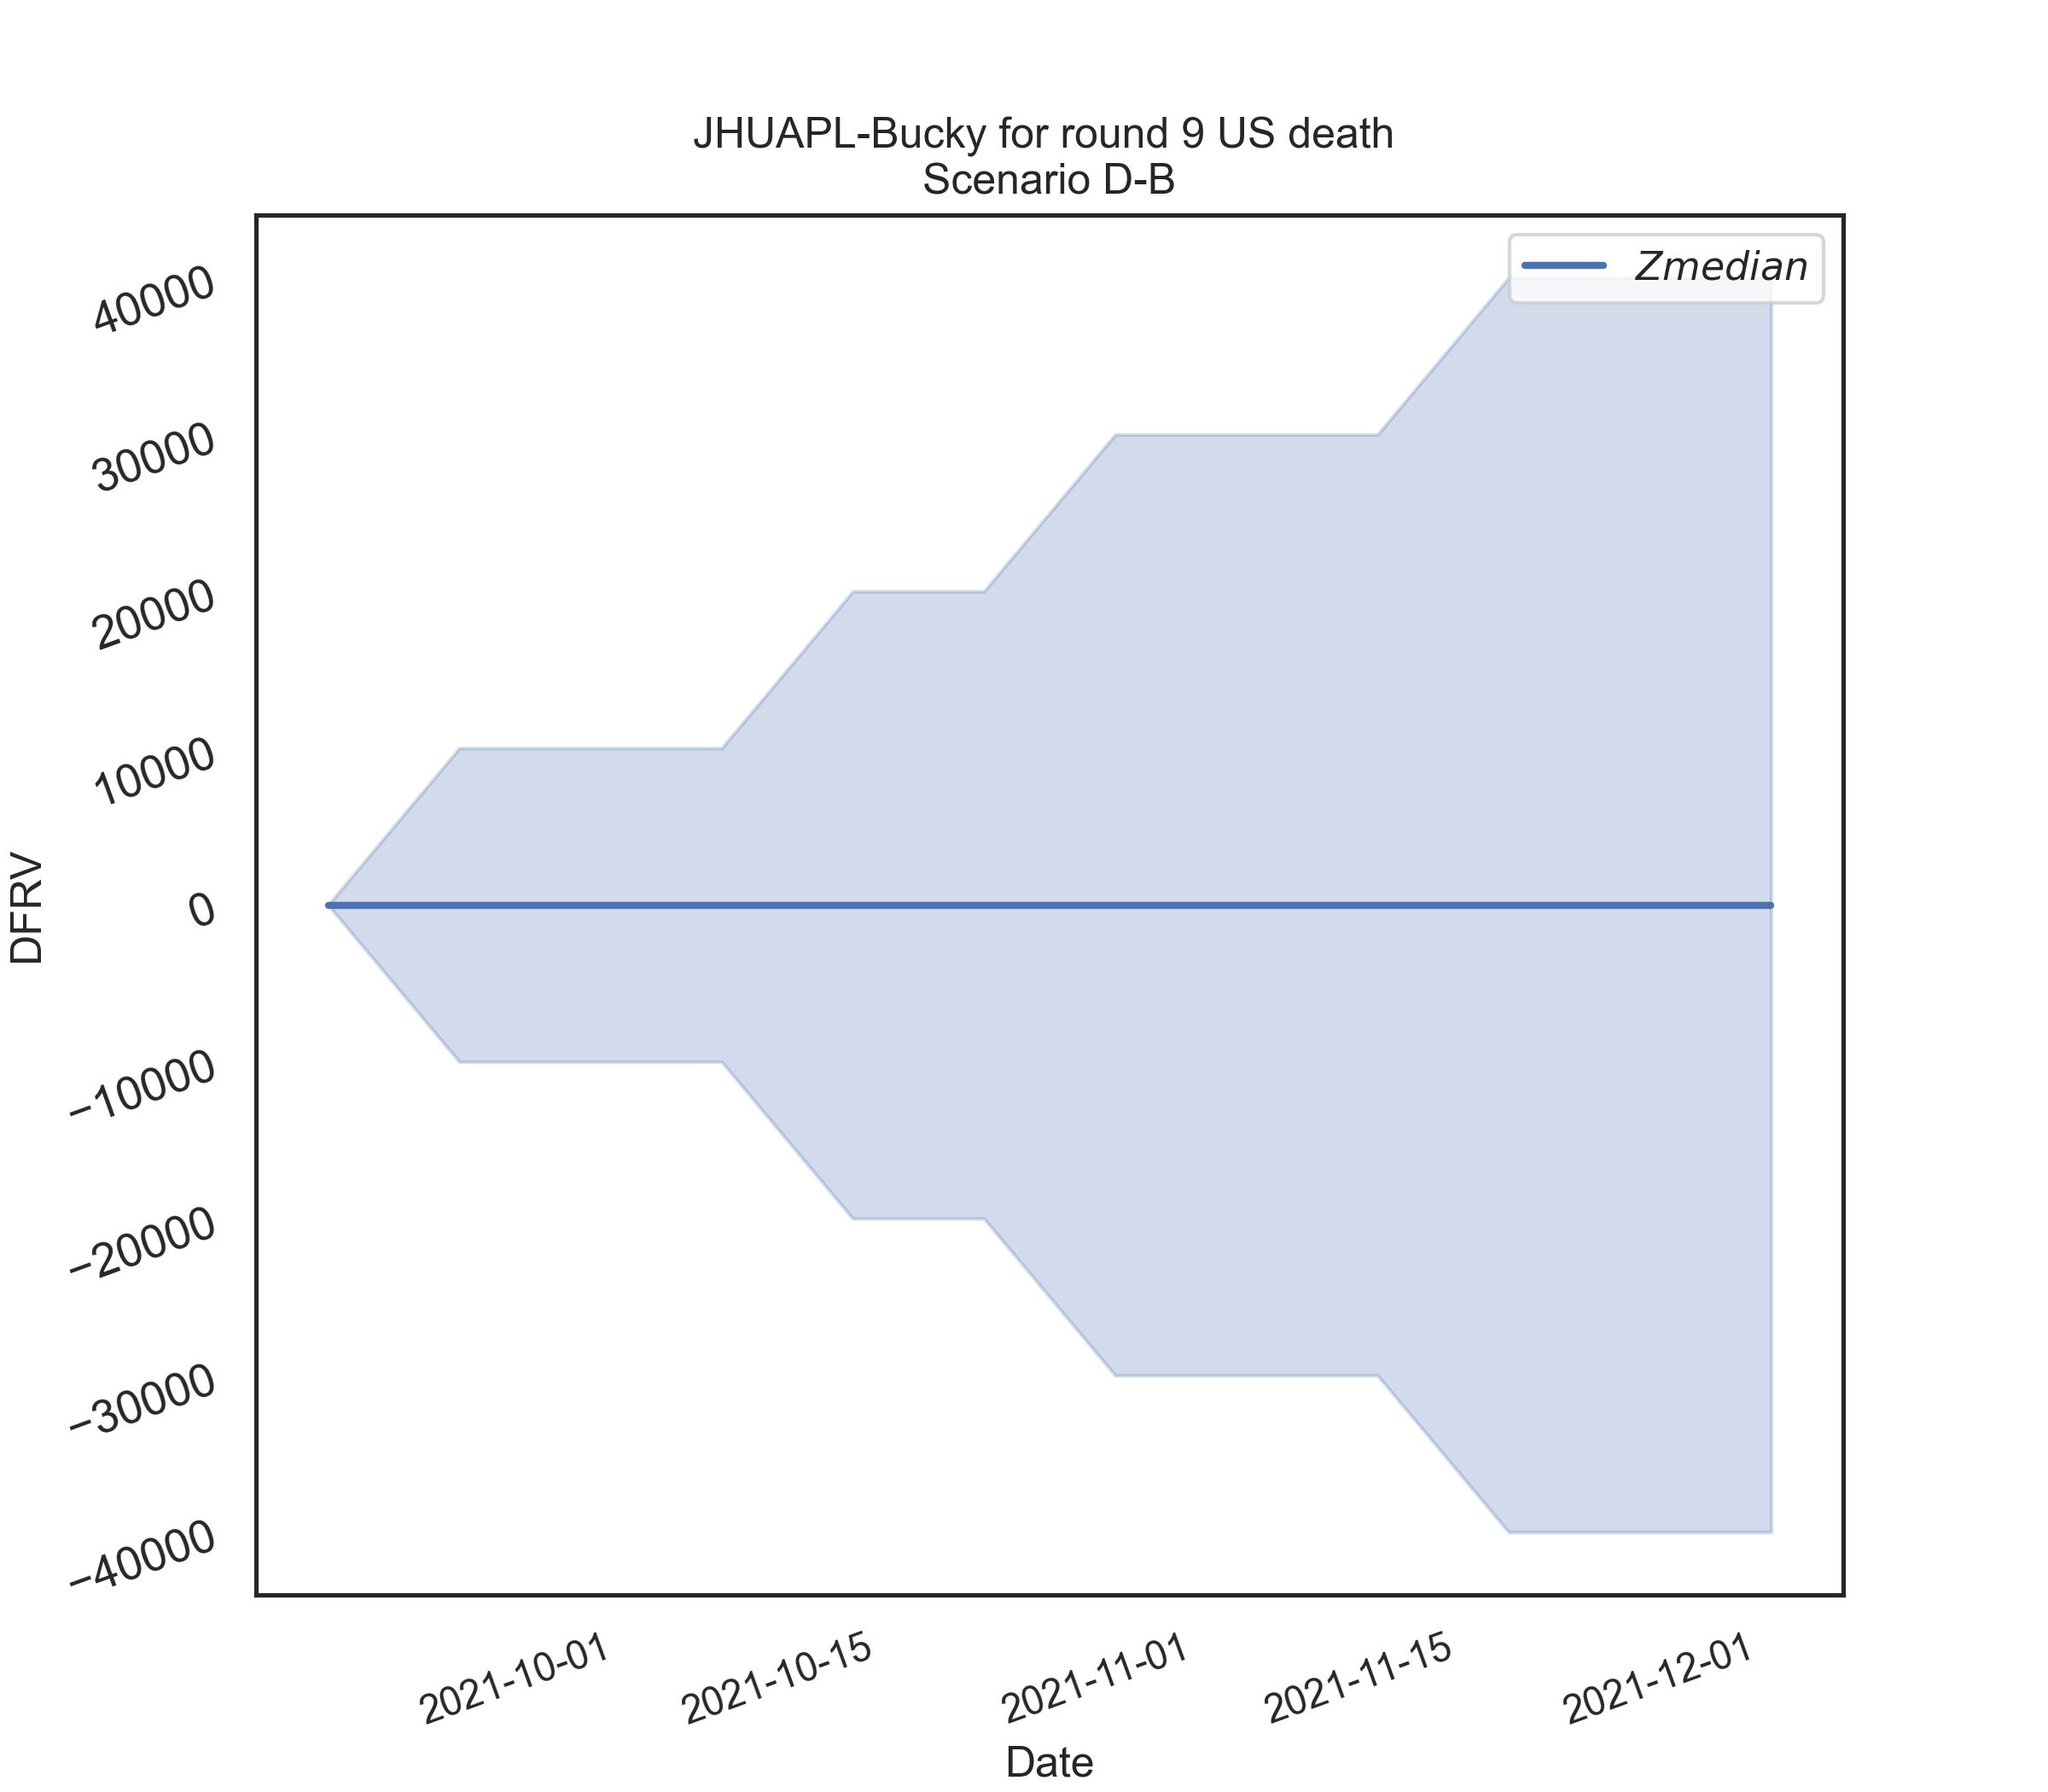 JHUAPL-Bucky for round 9 US death
Scenario D-B
Zmedian
40000
30000
20000
10000
0
−10000
−20000
−30000
−40000
DFRV
2021-10-01
2021-10-15
2021-11-01
2021-11-15
2021-12-01
Date